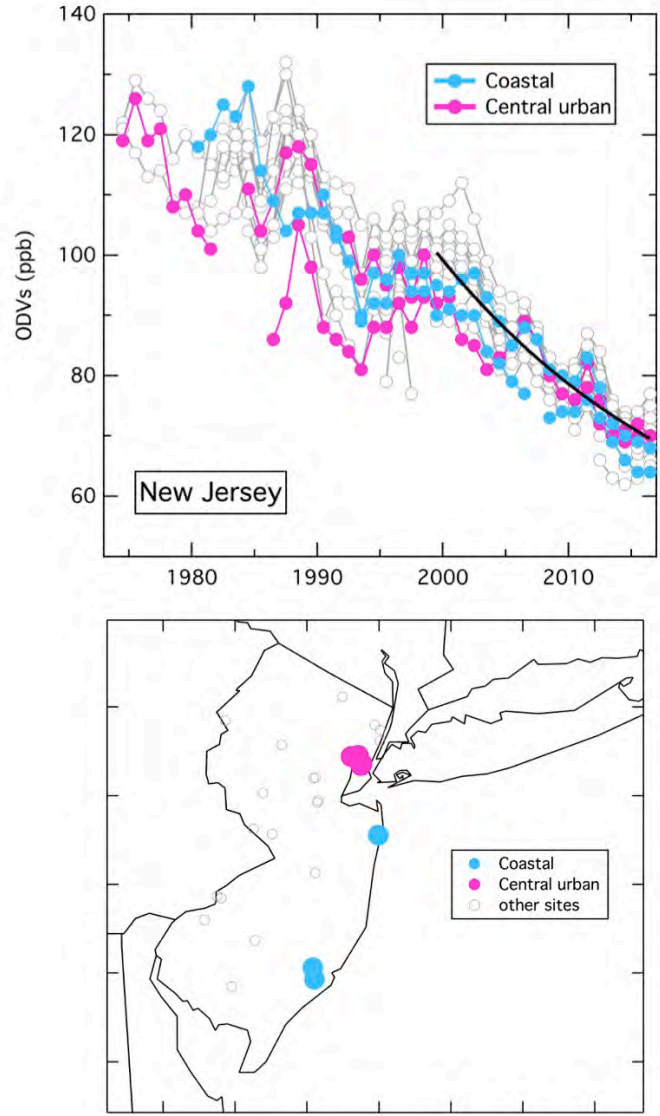 140
Coastal
Central urban
120
100
ODVs (ppb)
80
60
New Jersey
1980
1990
2000
2010
Coastal
Central urban
other sites